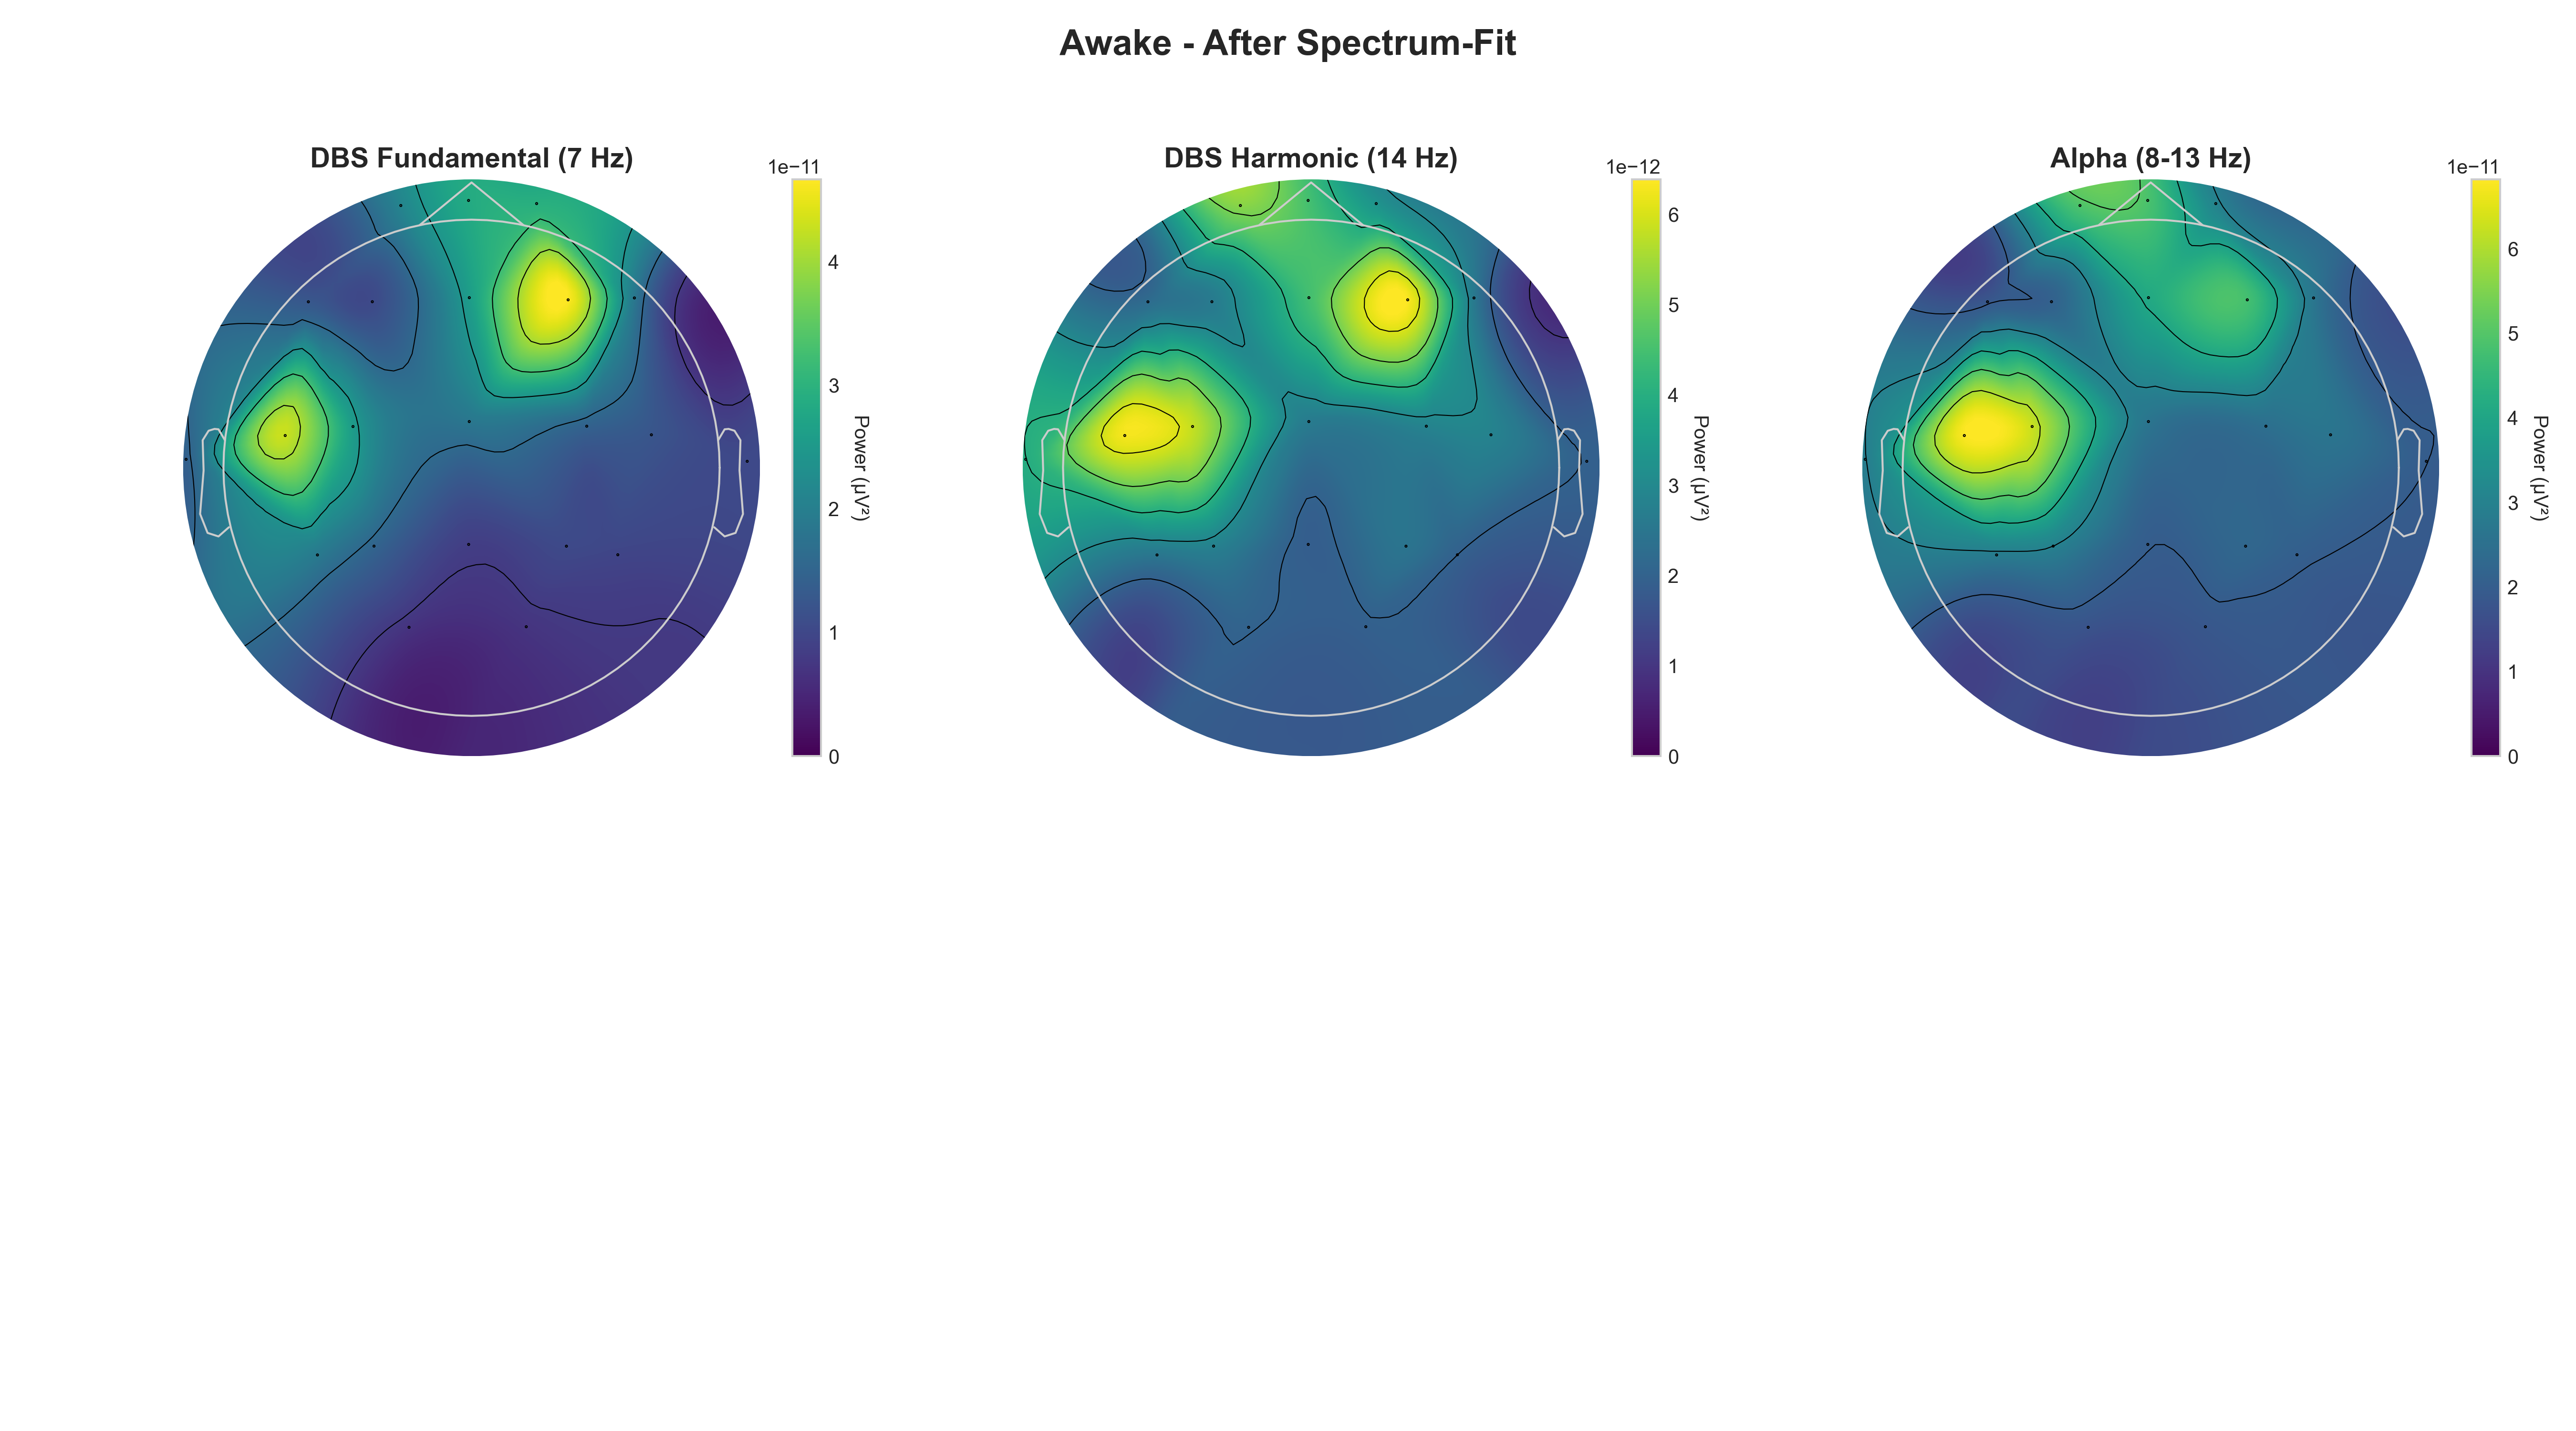 Awake - After Spectrum-Fit
DBS Fundamental (7 Hz)
1e−11
4
3
2
1
0
Power (µV²)
DBS Harmonic (14 Hz)
1e−12
6
5
4
3
2
1
0
Power (µV²)
Alpha (8-13 Hz)
1e−11
6
5
4
3
2
1
0
Power (µV²)